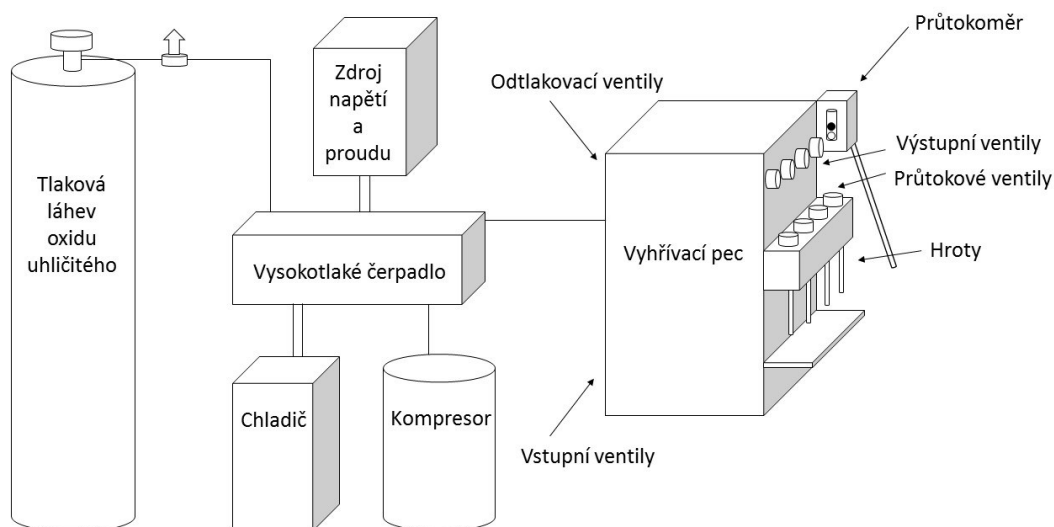 Tlaková
láhev
oxidu
uhličitého
Zdroj
napětí
a
proudu
Vysokotlaké čerpadlo
Chladič
Kompresor
Odtlakovací ventily
Vyhřívací pec
Vstupní ventily
Průtokoměr
Výstupní ventily
Průtokové ventily
Hroty